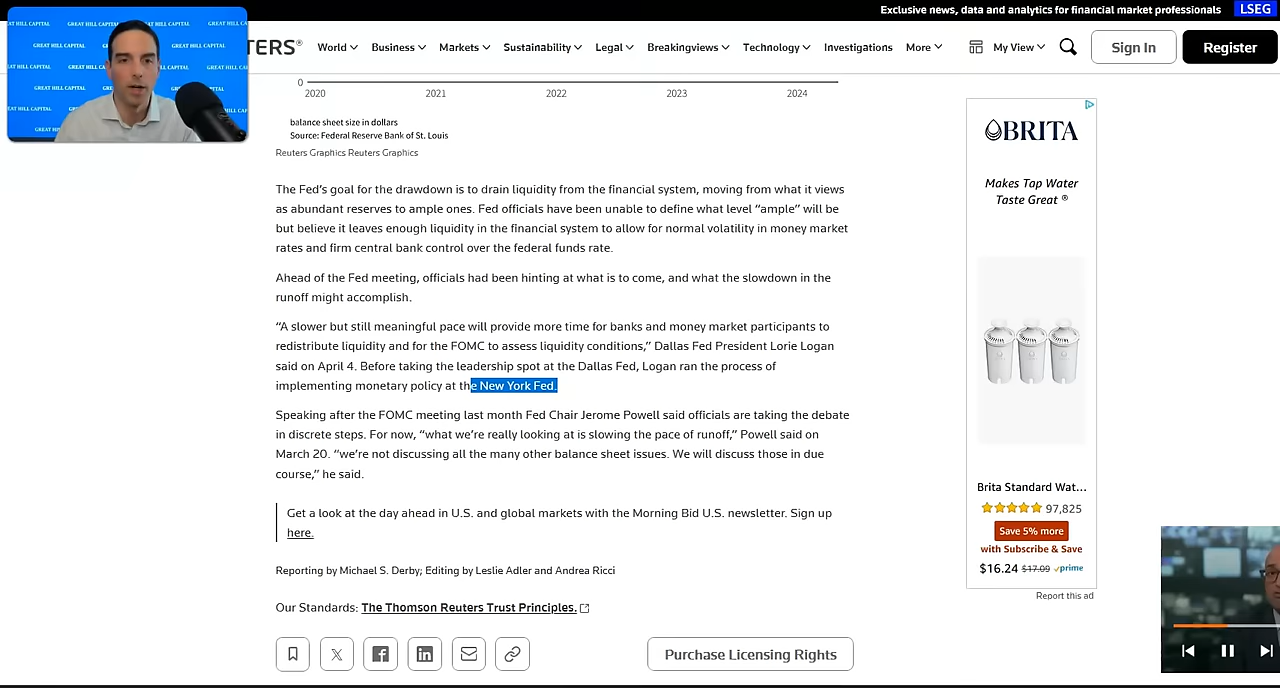 Exclusive news, data and analytics for financial market professionals LSEG
GREAT HILL CAPITAL
TERS®
World Business Markets Sustainability Legal Breakingviews Technology Investigations More My View Sign In Register
0
2020 2021 2022 2023 2024
balance sheet size in dollars
Source: Federal Reserve Bank of St. Louis
Reuters Graphics Reuters Graphics
The Fed's goal for the drawdown is to drain liquidity from the financial system, moving from what it views
as abundant reserves to ample ones. Fed officials have been unable to define what level “ample” will be
but believe it leaves enough liquidity in the financial system to allow for normal volatility in money market
rates and firm central bank control over the federal funds rate.
Ahead of the Fed meeting, officials had been hinting at what is to come, and what the slowdown in the
runoff might accomplish.
“A slower but still meaningful pace will provide more time for banks and money market participants to
redistribute liquidity and for the FOMC to assess liquidity conditions,” Dallas Fed President Lorie Logan
said on April 4. Before taking the leadership spot at the Dallas Fed, Logan ran the process of
implementing monetary policy at the New York Fed.
Speaking after the FOMC meeting last month Fed Chair Jerome Powell said officials are taking the debate
in discrete steps. For now, “what we're really looking at is slowing the pace of runoff,” Powell said on
March 20. “we're not discussing all the many other balance sheet issues. We will discuss those in due
course,” he said.
Get a look at the day ahead in U.S. and global markets with the Morning Bid U.S. newsletter. Sign up
here.
Reporting by Michael S. Derby; Editing by Leslie Adler and Andrea Ricci
Our Standards: The Thomson Reuters Trust Principles.
Purchase Licensing Rights
BRITA
Makes Tap Water
Taste Great ®
Brita Standard Wat...
97,825
Save 5% more
with Subscribe & Save
$16.24 $17.09 prime
Report this ad